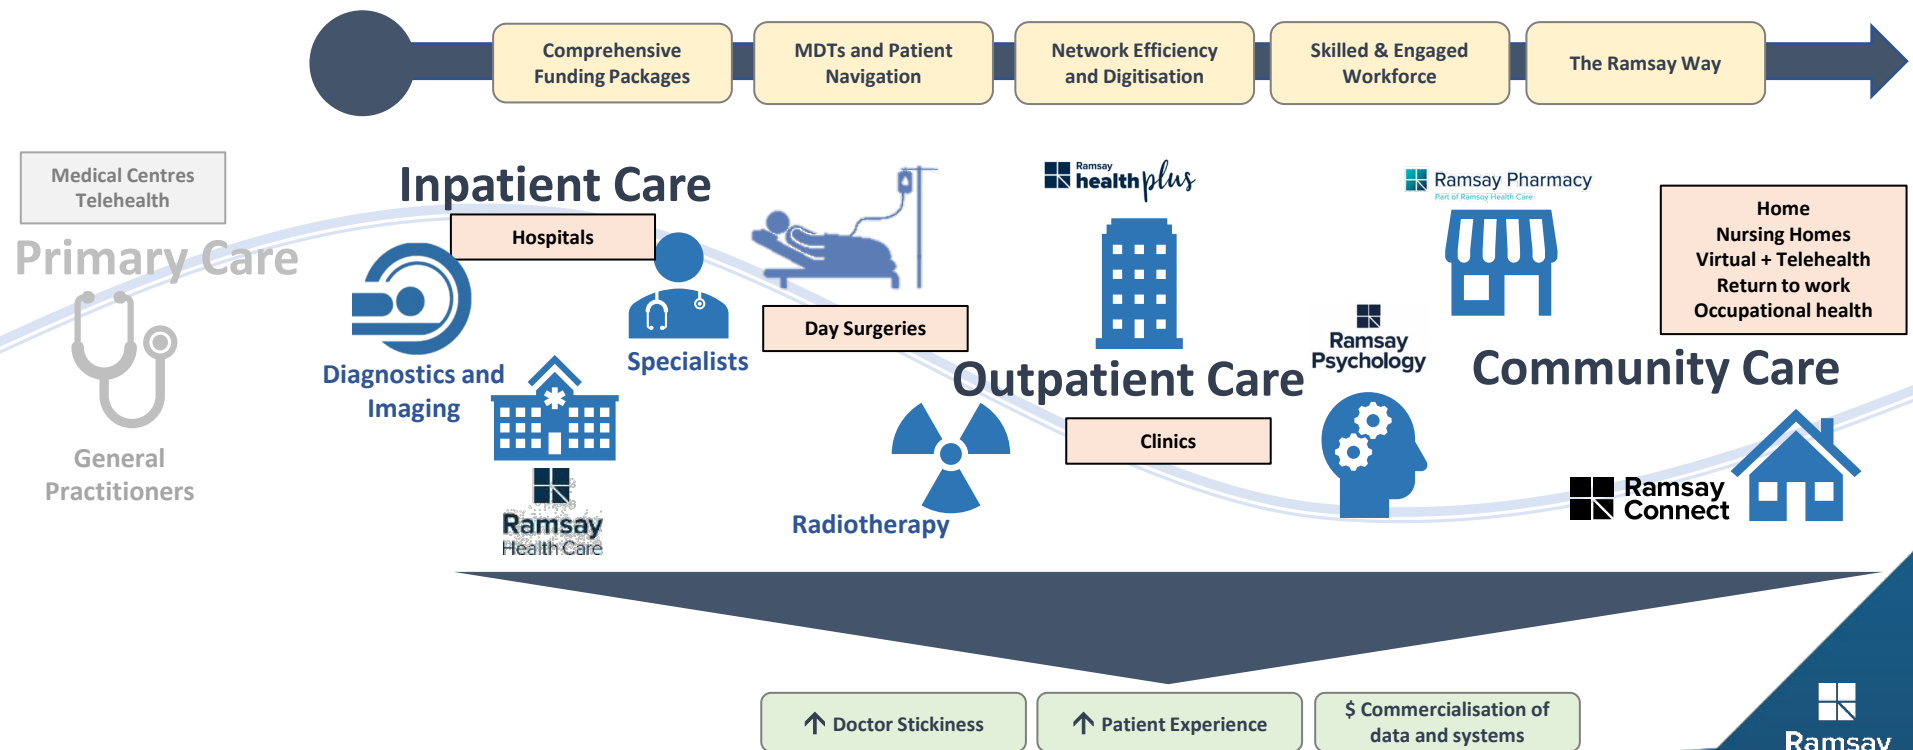 Comprehensive
Funding Packages
MDTs and Patient
Navigation
Network Efficiency
and Digitisation
Skilled & Engaged
Workforce
The Ramsay Way
Medical Centres
Telehealth
Primary Care
General
Practitioners
Inpatient Care
Hospitals
Diagnostics and
Imaging
Specialists
Ramsay
Health Care
Day Surgeries
Radiotherapy
Ramsay
health plus
Outpatient Care
Clinics
Ramsay
Psychology
Ramsay Pharmacy
Part of Ramsay Health Care
Community Care
Home
Nursing Homes
Virtual + Telehealth
Return to work
Occupational health
Ramsay
Connect
↑ Doctor Stickiness
↑ Patient Experience
$ Commercialisation of
data and systems
Ramsay